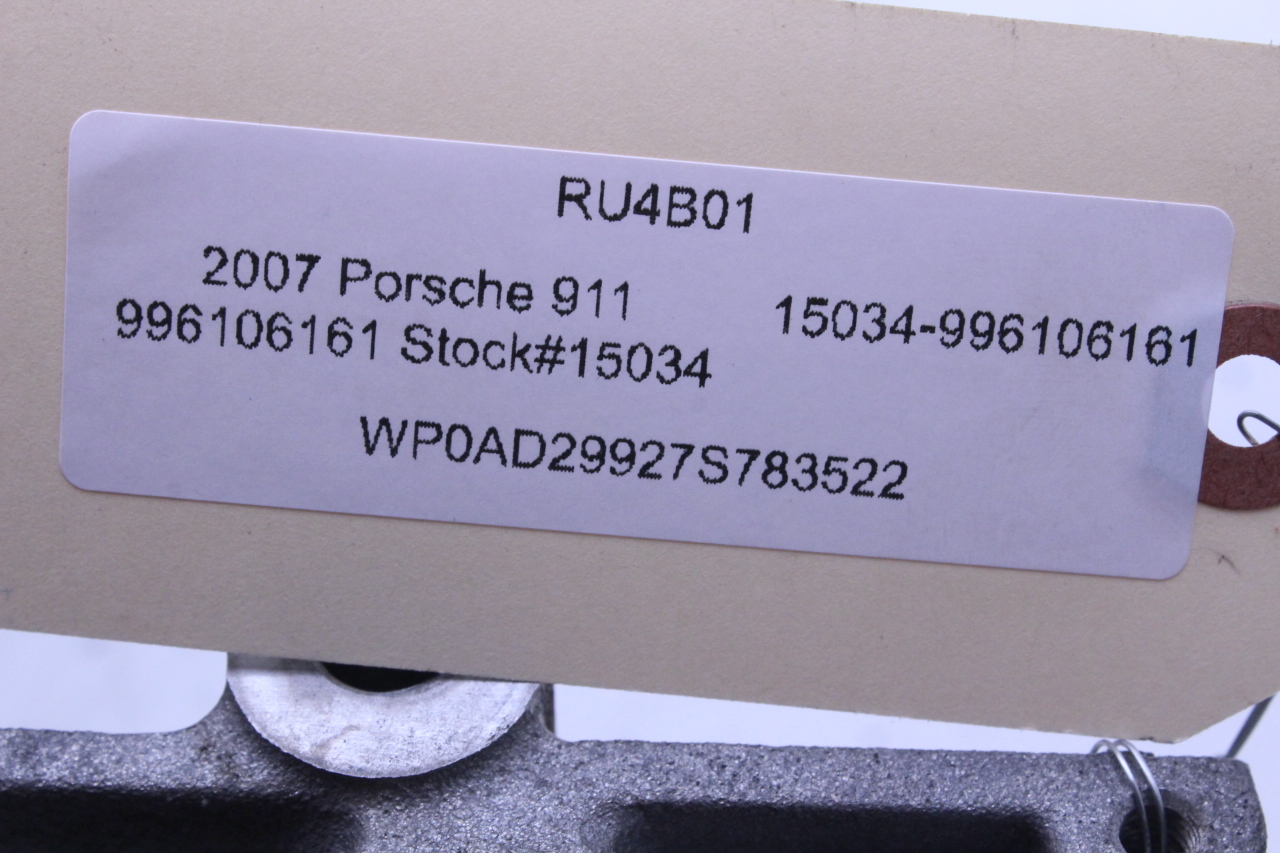 RU4B01
2007 Porsche 911
996106161 Stock#15034
15034-996106161
WP0AD29927S783522